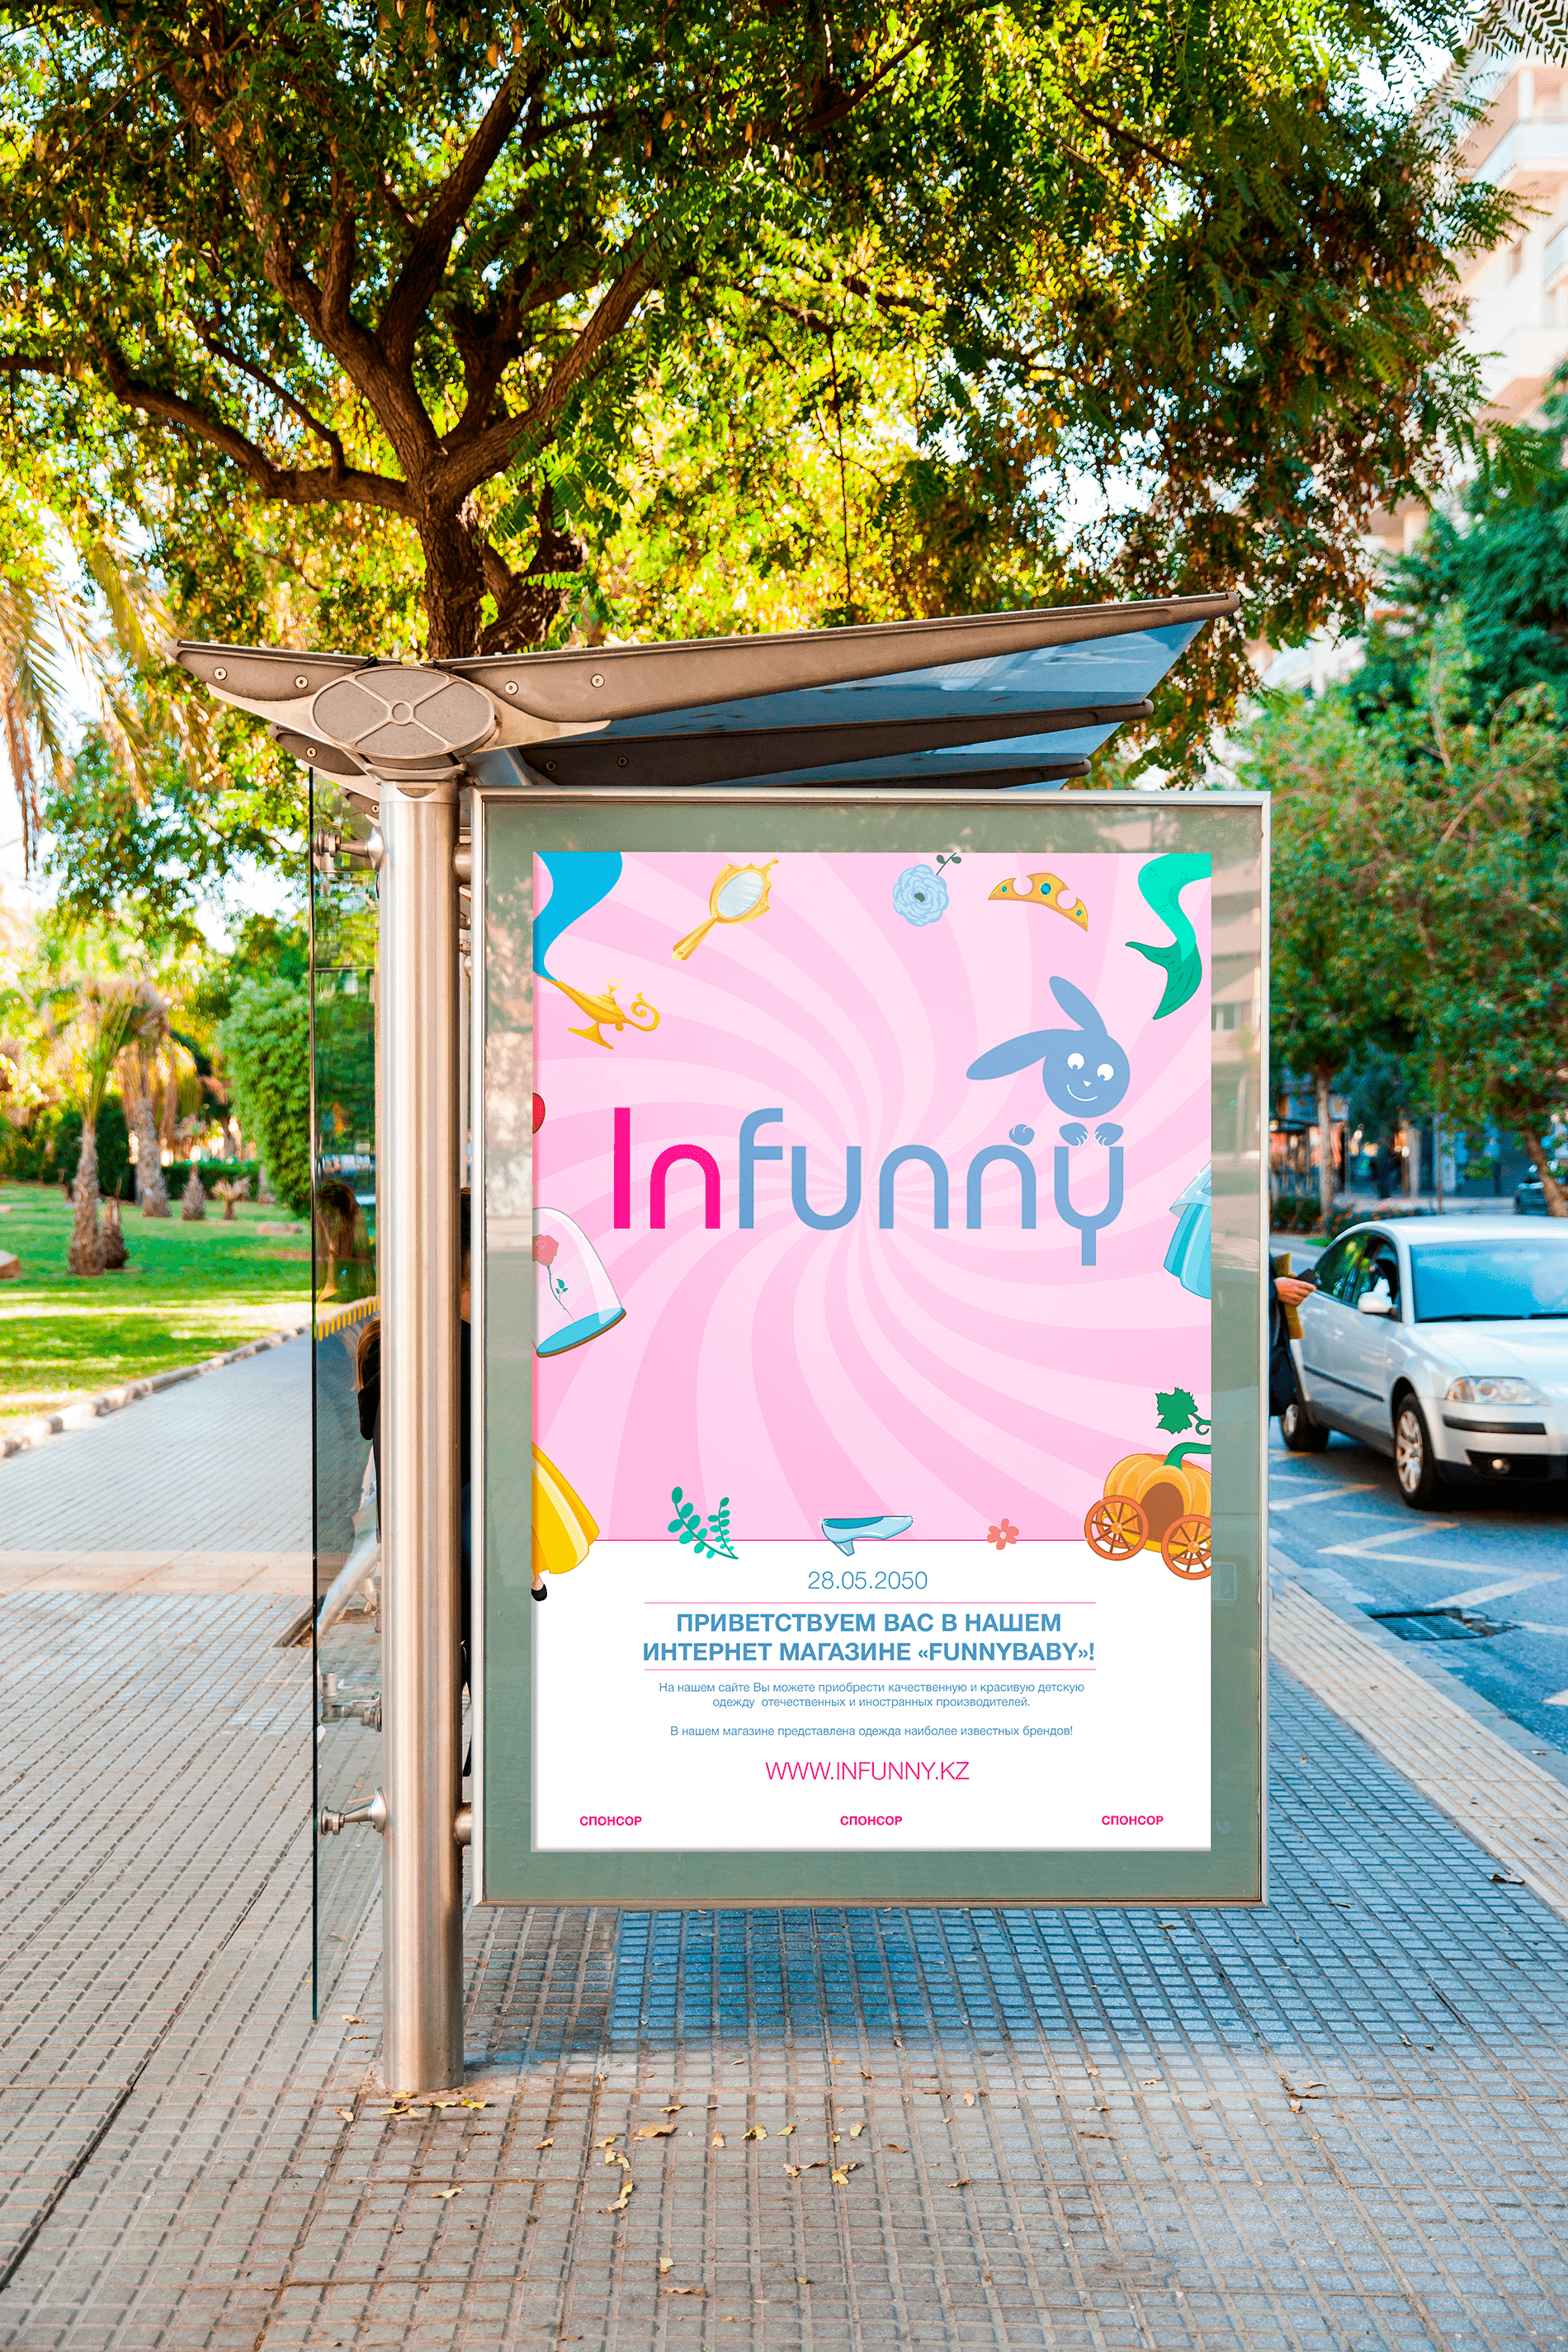 Infunny
28.05.2050
ПРИВЕТСТВУЕМ ВАС В НАШЕМ
ИНТЕРНЕТ МАГАЗИНЕ «FUNNYBABY»!
На нашем сайте Вы можете приобрести качественную и красивую детскую
одежду отечественных и иностранных производителей.
В нашем магазине представлена одежда наиболее известных брендов!
WWW.INFUNNY.KZ
СПОНСОР СПОНСОР СПОНСОР